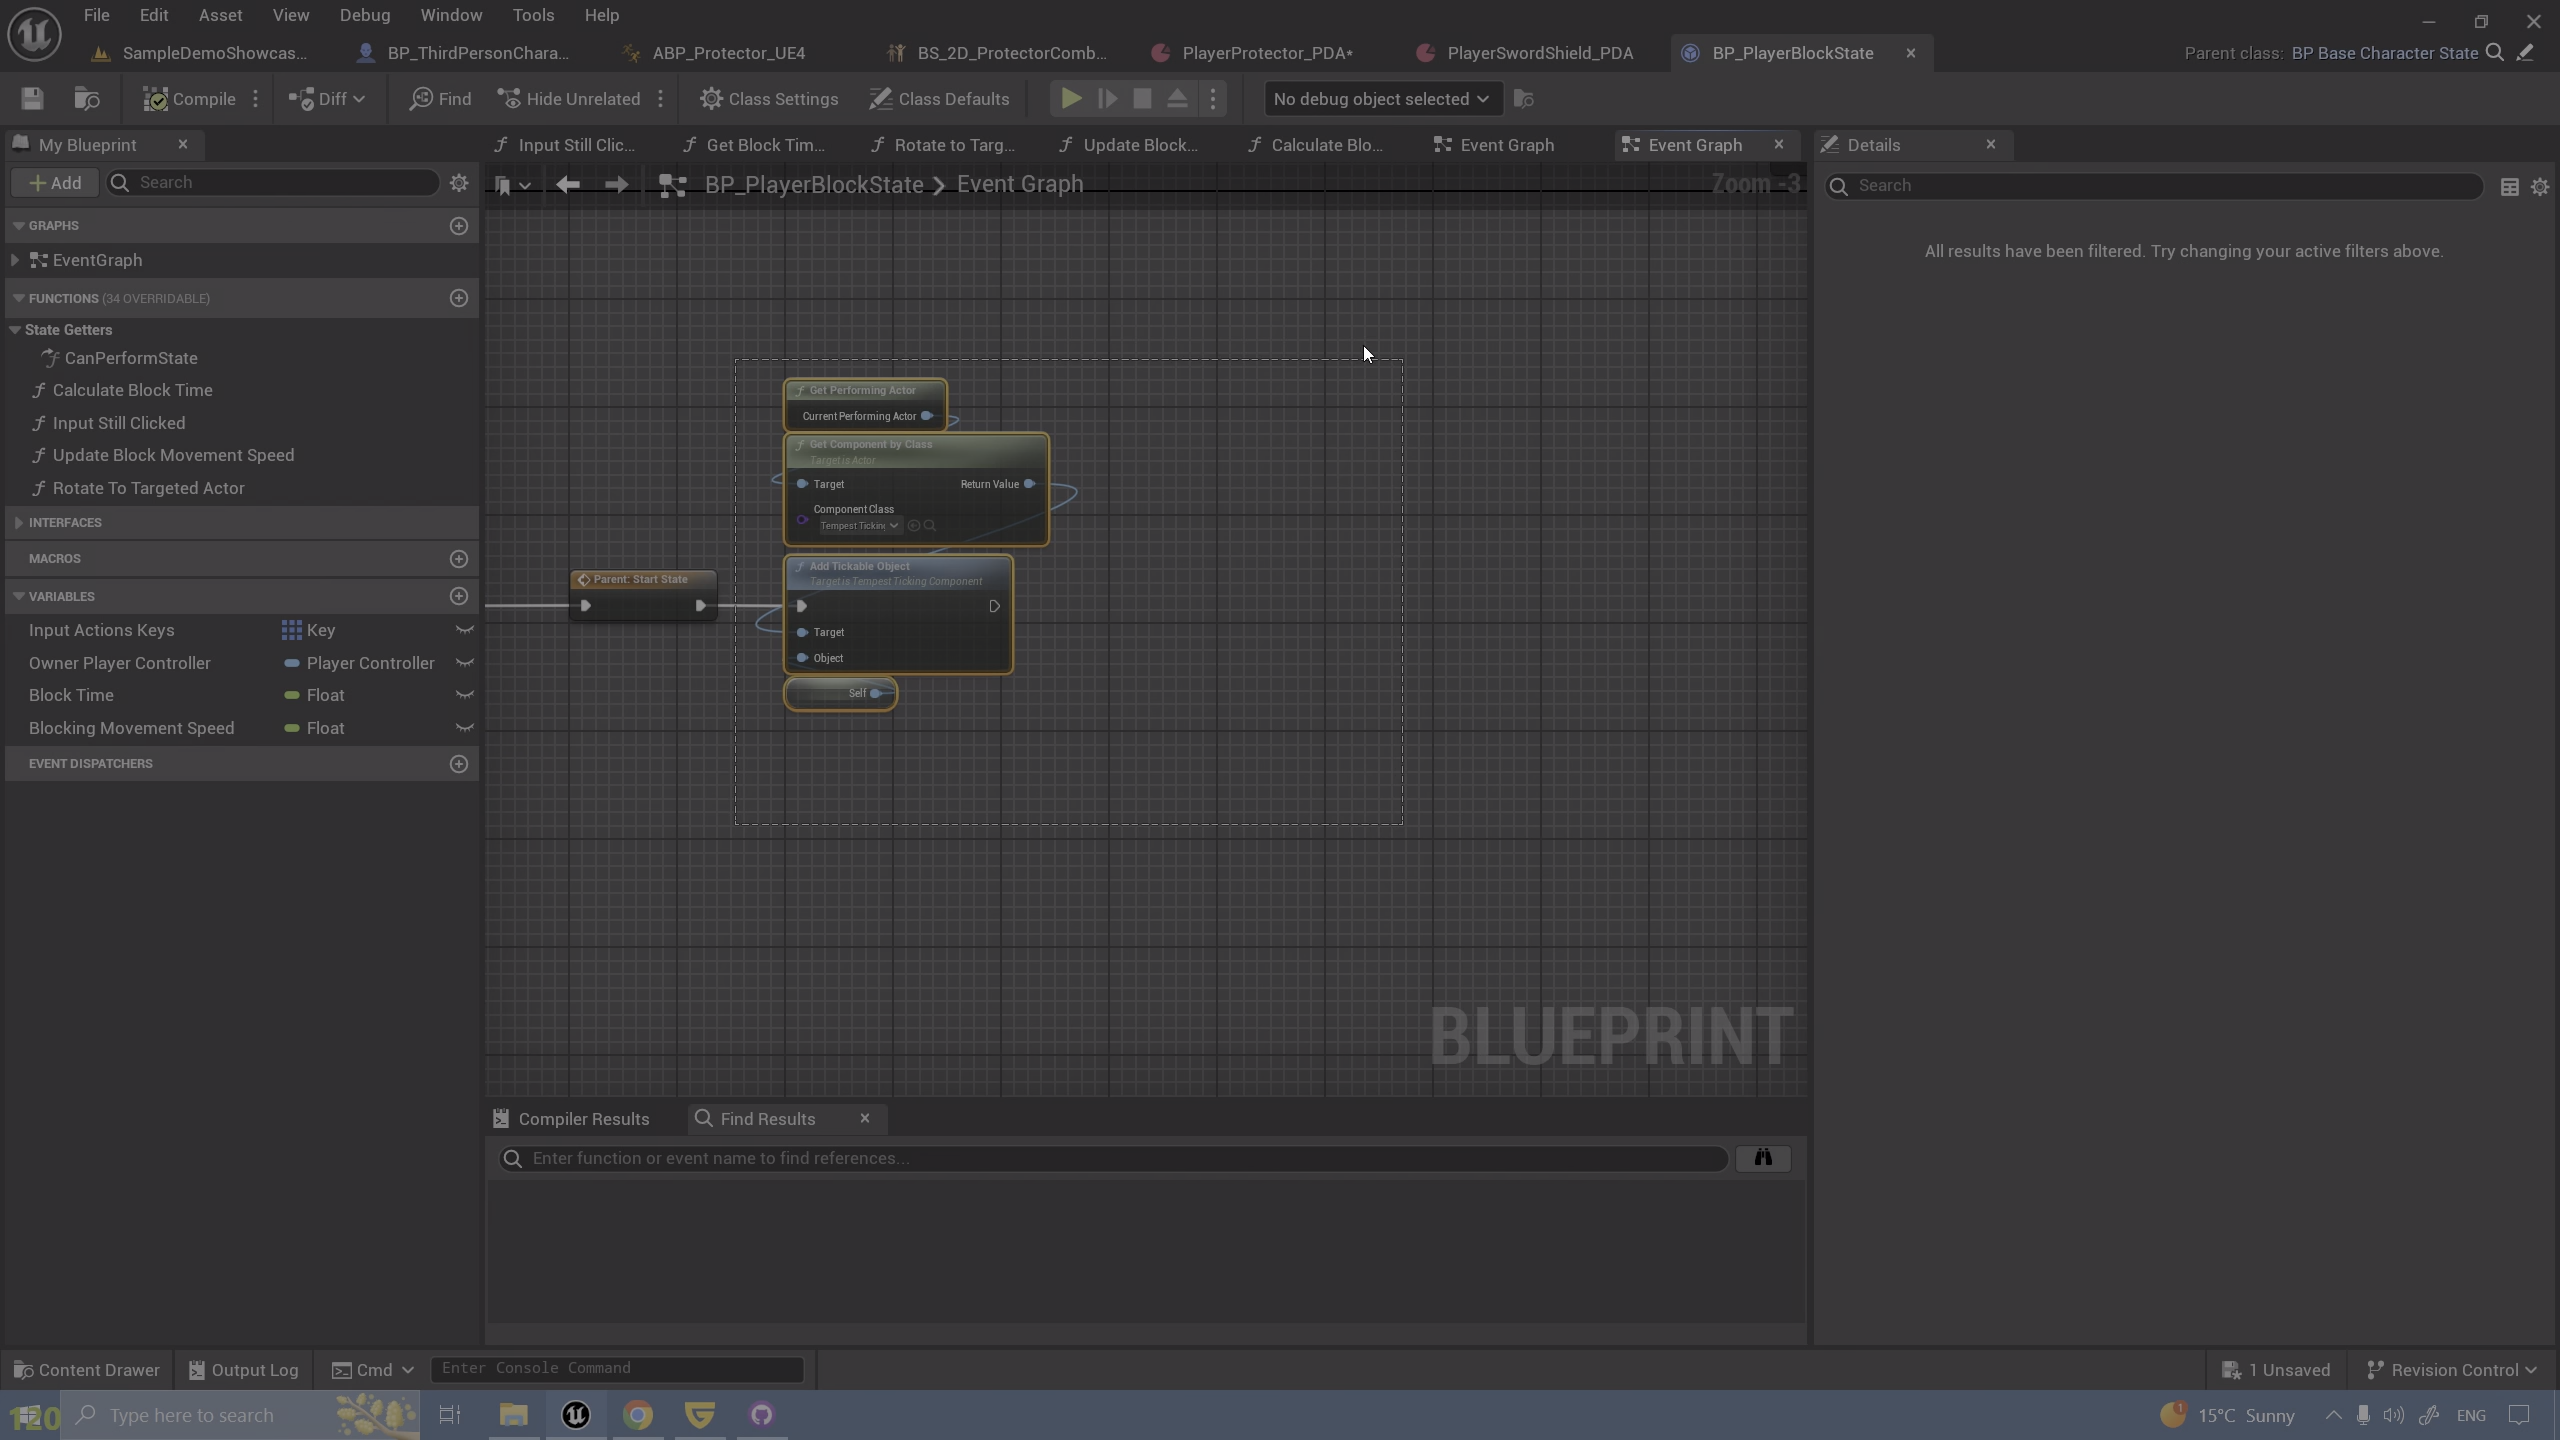 File Edit Asset View Debug Window Tools Help
SampleDemoShowcas... BP_ThirdPersonChara... ABP_Protector_UE4 BS_2D_ProtectorComb... PlayerProtector_PDA* PlayerSwordShield_PDA BP_PlayerBlockState Parent class: BP Base Character State
Compile Diff Find Hide Unrelated Class Settings Class Defaults No debug object selected
My Blueprint Input Still Clic... Get Block Tim... Rotate to Targ... Update Block... Calculate Blo... Event Graph Event Graph Details
Add Search BP_PlayerBlockState > Event Graph Zoom -3 Search
All results have been filtered. Try changing your active filters above.
GRAPHS
EventGraph
FUNCTIONS (34 OVERRIDABLE)
State Getters
CanPerformState
Calculate Block Time
Input Still Clicked
Update Block Movement Speed
Rotate To Targeted Actor
INTERFACES
MACROS
VARIABLES
Input Actions Keys Key
Owner Player Controller Player Controller
Block Time Float
Blocking Movement Speed Float
EVENT DISPATCHERS
Get Performing Actor
Current Performing Actor
Get Component by Class
Target is Actor
Target Return Value
Component Class
Tempest Ticking
Parent: Start State
Add Tickable Object
Target is Tempest Ticking Component
Target
Object
Self
BLUEPRINT
Compiler Results Find Results
Enter function or event name to find references...
Content Drawer Output Log Cmd Enter Console Command 1 Unsaved Revision Control
120 Type here to search 1 15°C Sunny ENG